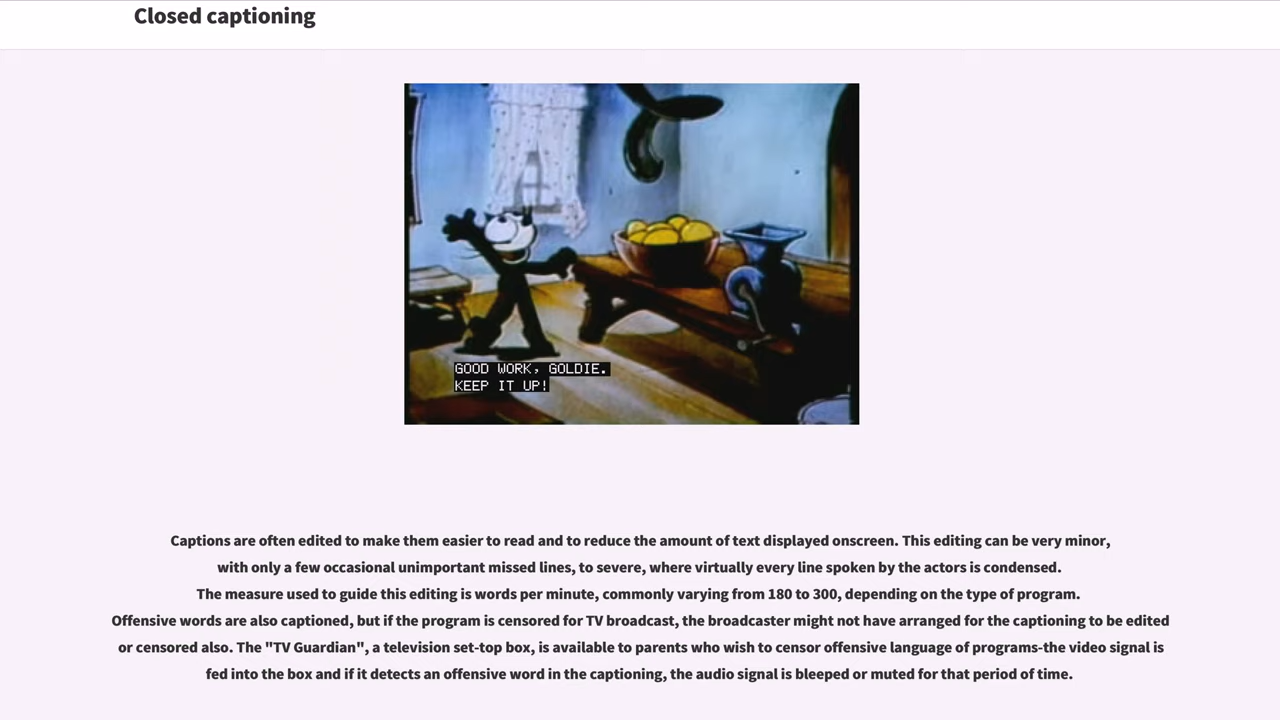 Closed captioning
GOOD WORK, GOLDIE.
KEEP IT UP!
Captions are often edited to make them easier to read and to reduce the amount of text displayed onscreen. This editing can be very minor,
with only a few occasional unimportant missed lines, to severe, where virtually every line spoken by the actors is condensed.
The measure used to guide this editing is words per minute, commonly varying from 180 to 300, depending on the type of program.
Offensive words are also captioned, but if the program is censored for TV broadcast, the broadcaster might not have arranged for the captioning to be edited
or censored also. The "TV Guardian", a television set-top box, is available to parents who wish to censor offensive language of programs-the video signal is
fed into the box and if it detects an offensive word in the captioning, the audio signal is bleeped or muted for that period of time.